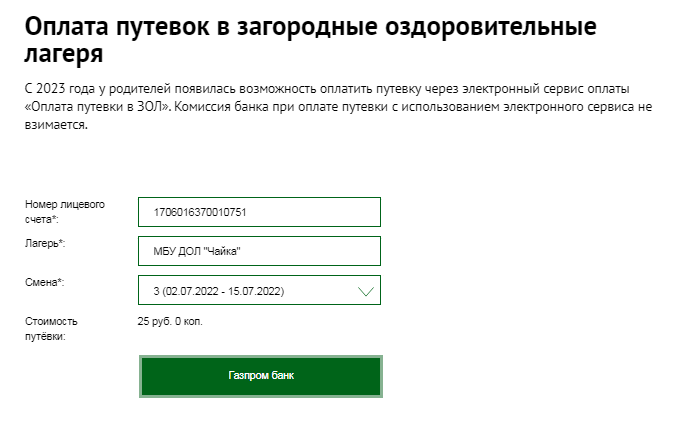 Оплата путевок в загородные оздоровительные
лагеря
С 2023 года у родителей появилась возможность оплатить путевку через электронный сервис оплаты
«Оплата путевки в ЗОЛ». Комиссия банка при оплате путевки с использованием электронного сервиса не
взимается.
Номер лицевого
счета*:
1706016370010751
Лагерь*:
МБУ ДОЛ "Чайка"
Смена*:
3 (02.07.2022 - 15.07.2022)
Стоимость
путёвки:
25 руб. 0 коп.
Газпром банк